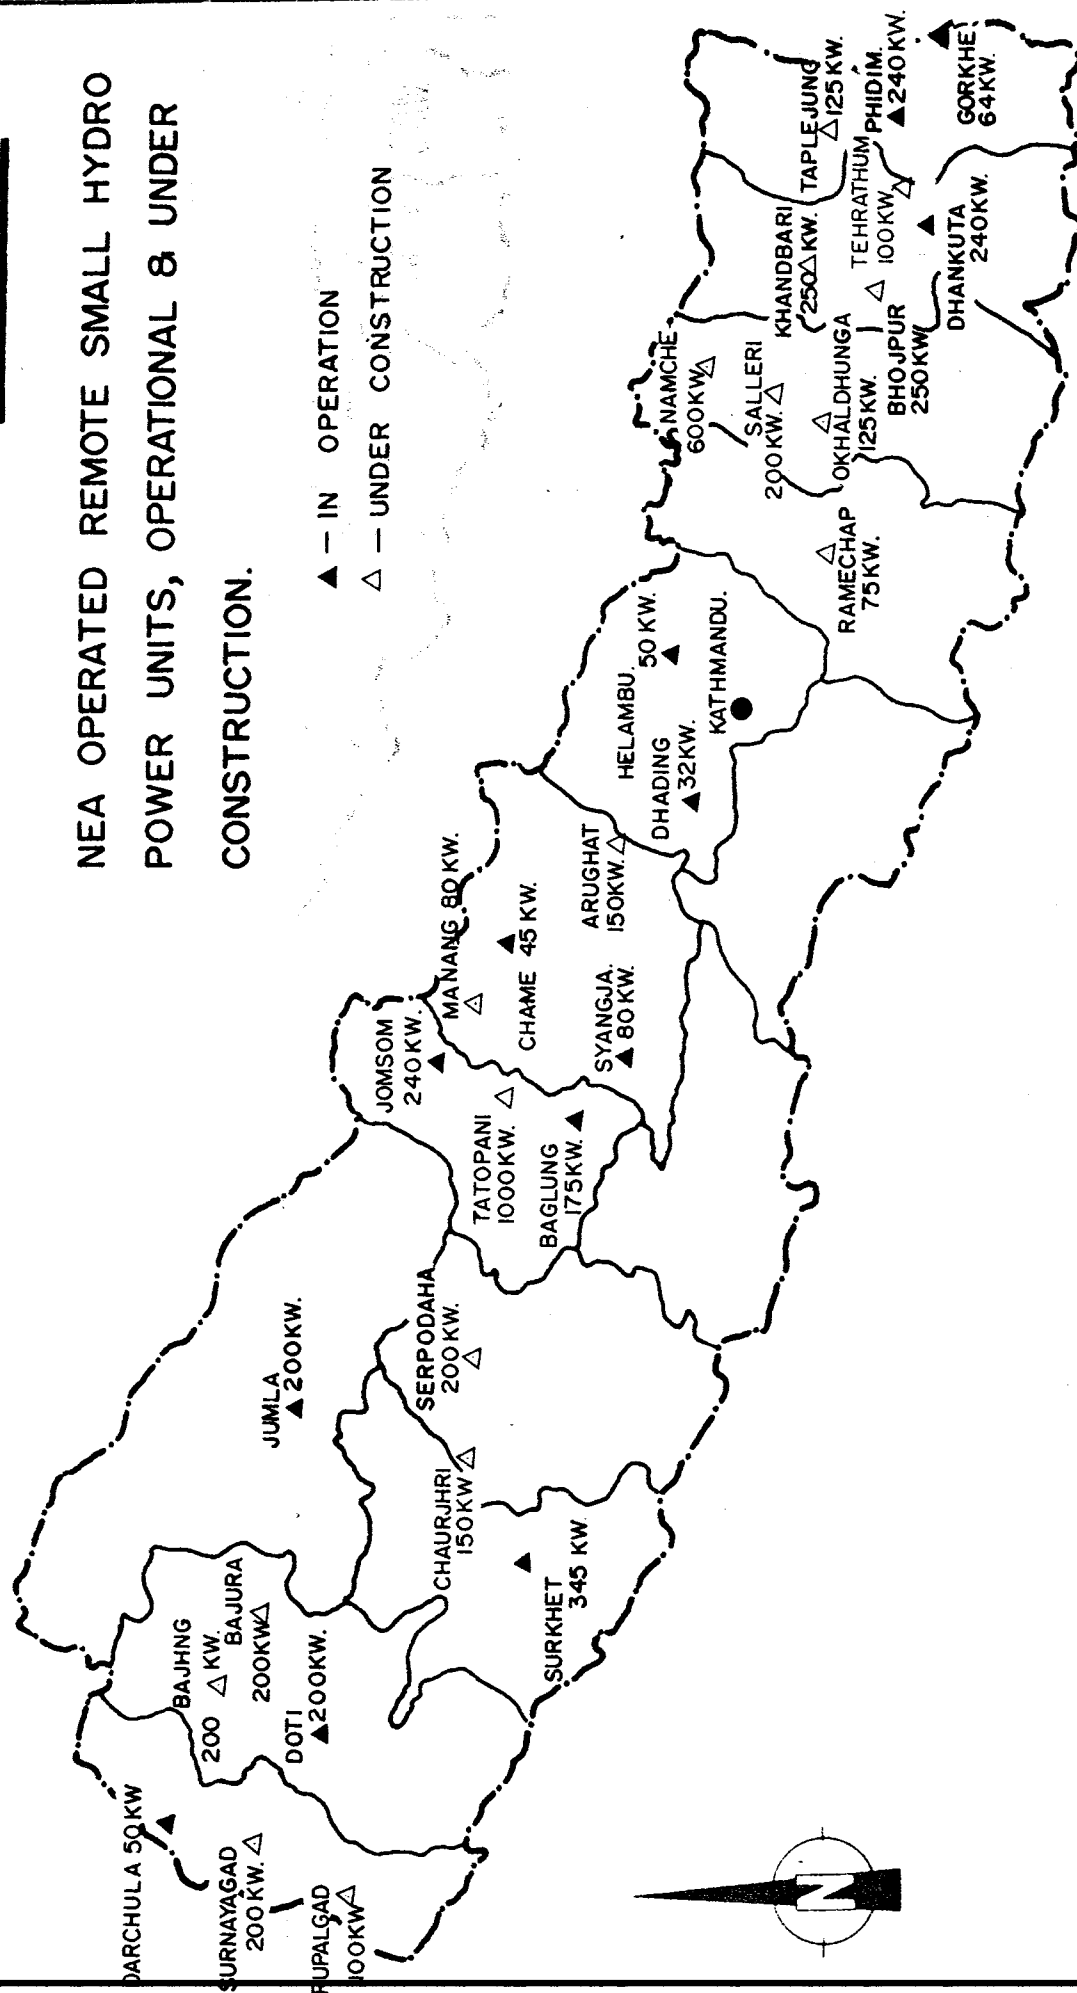 NEA OPERATED REMOTE SMALL HYDRO
POWER UNITS, OPERATIONAL & UNDER
CONSTRUCTION.
▲ – IN OPERATION
△ – UNDER CONSTRUCTION
DARCHULA 50KW
SURNAYAGAD
200KW.
RUPALGAD
100KW
BAJHNG
200 KW.
BAJURA
200KW
DOTI
200KW.
JUMLA
200KW.
CHAURJHRI
150KW
SURKHET
345 KW.
SERPODAHA
200KW.
JOMSOM
240KW.
TATOPANI
1000KW.
BAGLUNG
175KW.
MANANG 80KW.
CHAME 45KW.
SYANGJA.
80KW.
ARUGHAT
150KW.
HELAMBU.
50 KW.
DHADING
32KW.
KATHMANDU.
RAMECHAP
75KW.
NAMCHE
600KW
SALLERI
200KW.
OKHALDHUNGA
125KW.
KHANDBARI
250 KW.
BHOJPUR
250KW
TAPLEJUNG
125KW.
TEHRATHUM
100KW
PHIDIM.
240KW.
DHANKUTA
240KW.
GORKHE
64KW.
N